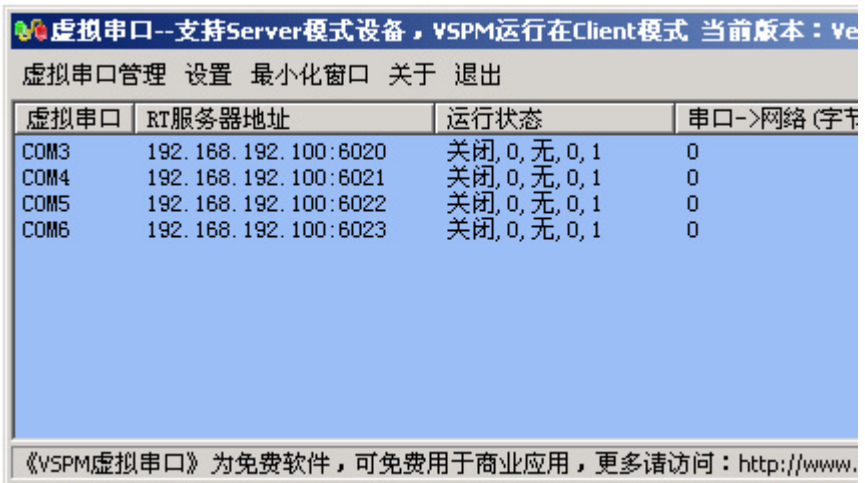 虚拟串口--支持Server模式设备，VSPM运行在Client模式 当前版本：Ve
虚拟串口管理 设置 最小化窗口 关于 退出
虚拟串口 RT服务器地址 运行状态 串口->网络(字节
COM3 192.168.192.100:6020 关闭,0,无,0,1 0
COM4 192.168.192.100:6021 关闭,0,无,0,1 0
COM5 192.168.192.100:6022 关闭,0,无,0,1 0
COM6 192.168.192.100:6023 关闭,0,无,0,1 0
《VSPM虚拟串口》为免费软件，可免费用于商业应用，更多请访问：http://www.